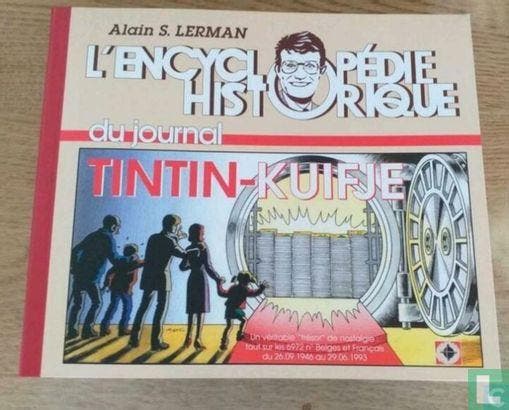 Alain S. LERMAN
L'ENCYCLOPÉDIE
HISTORIQUE
du journal
TINTIN-KUIFJE
Un véritable "trésor" de nostalgie :
tout sur les 6972 n° Belges et Français
du 26.09.1946 au 29.06.1993